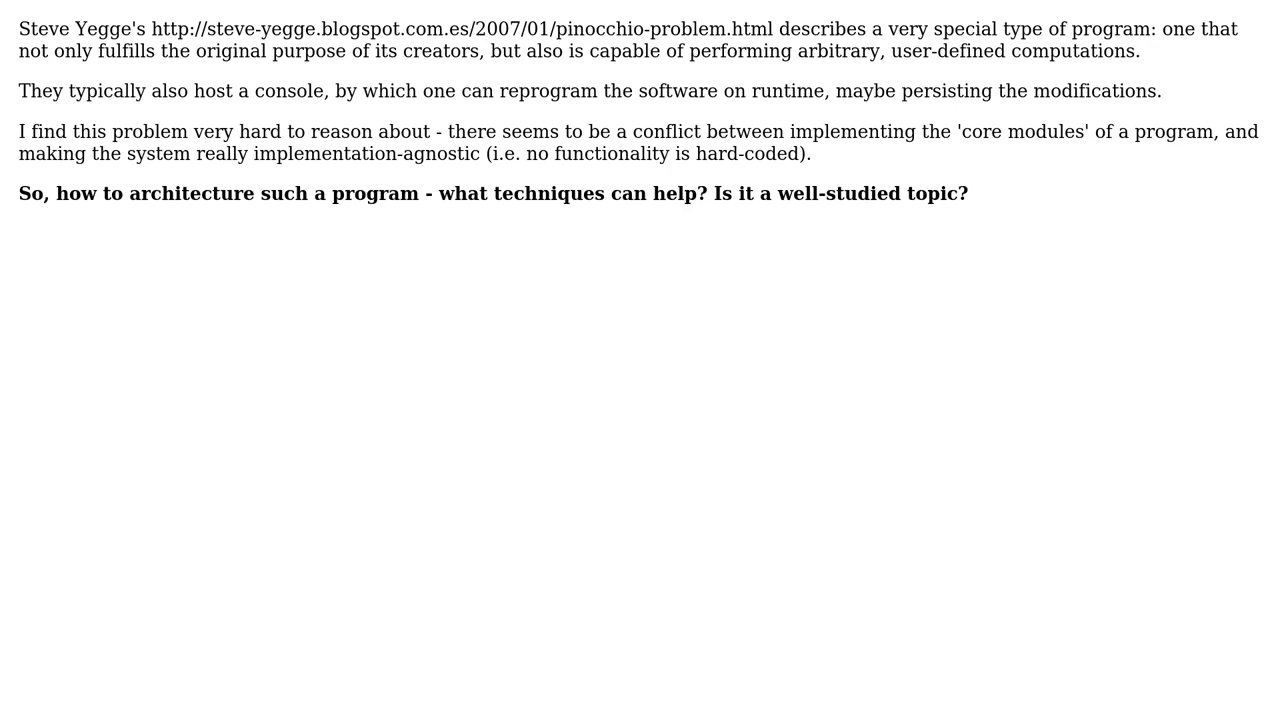 Steve Yegge's http://steve-yegge.blogspot.com.es/2007/01/pinocchio-problem.html describes a very special type of program: one that
not only fulfills the original purpose of its creators, but also is capable of performing arbitrary, user-defined computations.
They typically also host a console, by which one can reprogram the software on runtime, maybe persisting the modifications.
I find this problem very hard to reason about - there seems to be a conflict between implementing the 'core modules' of a program, and
making the system really implementation-agnostic (i.e. no functionality is hard-coded).
So, how to architecture such a program - what techniques can help? Is it a well-studied topic?